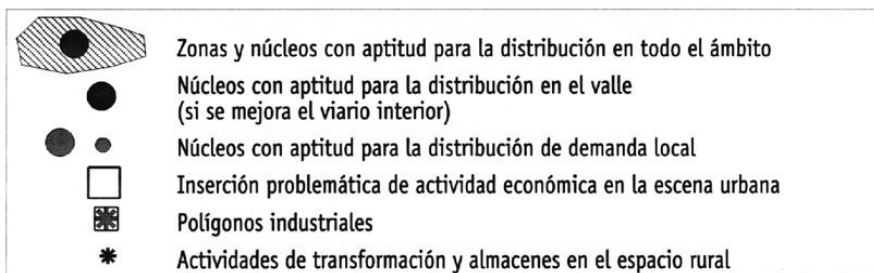 Zonas y núcleos con aptitud para la distribución en todo el ámbito
Núcleos con aptitud para la distribución en el valle
(si se mejora el viario interior)
Núcleos con aptitud para la distribución de demanda local
Inserción problemática de actividad económica en la escena urbana
Polígonos industriales
Actividades de transformación y almacenes en el espacio rural